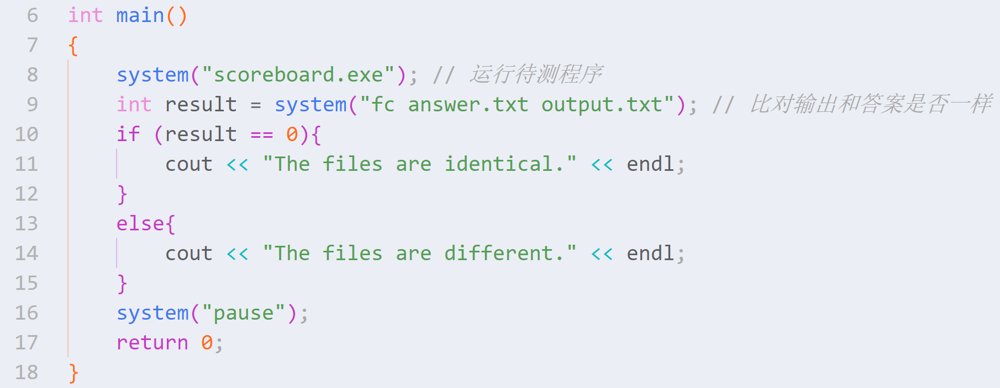 6 int main()
7 {
8 system("scoreboard.exe"); // 运行待测程序
9 int result = system("fc answer.txt output.txt"); // 比对输出和答案是否一样
10 if (result == 0){
11 cout << "The files are identical." << endl;
12 }
13 else{
14 cout << "The files are different." << endl;
15 }
16 system("pause");
17 return 0;
18 }